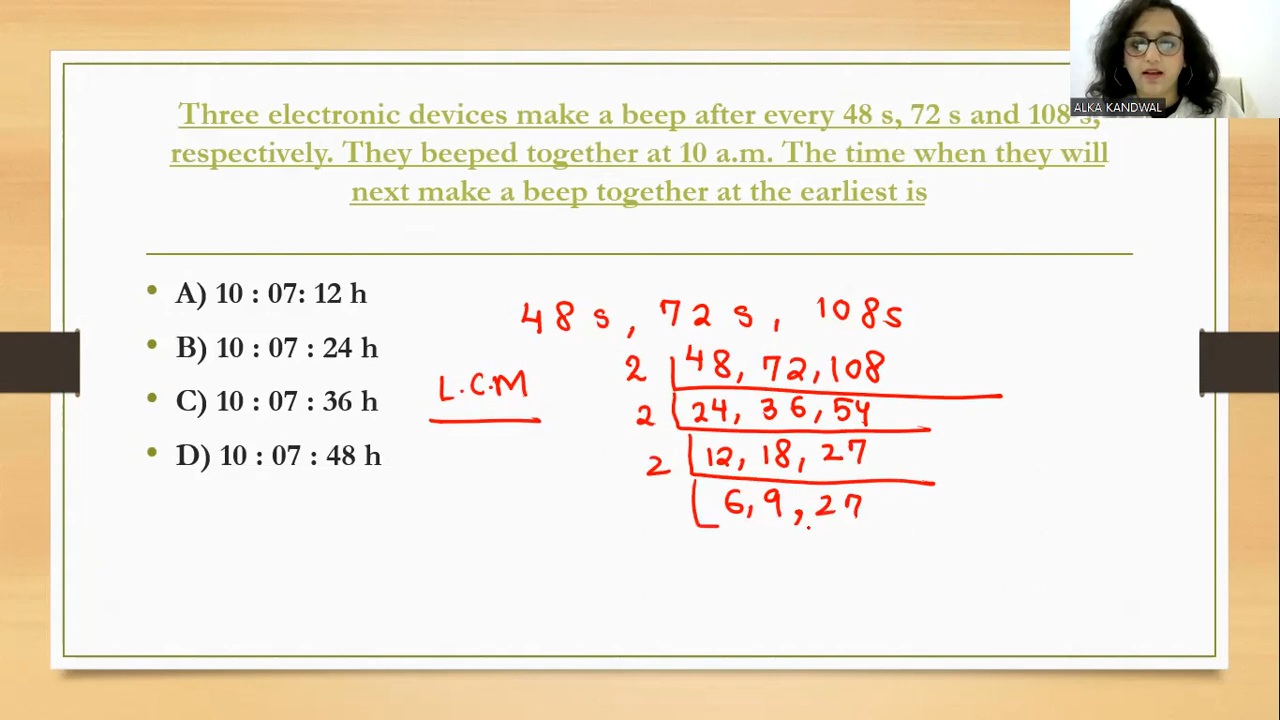 ALKA KANDWAL
Three electronic devices make a beep after every 48 s, 72 s and 108 s,
respectively. They beeped together at 10 a.m. The time when they will
next make a beep together at the earliest is
• A) 10 : 07: 12 h
• B) 10 : 07 : 24 h
• C) 10 : 07 : 36 h
• D) 10 : 07 : 48 h
L.C.M
48 s, 72 s, 108s
2 48, 72, 108
2 24, 36, 54
2 12, 18, 27
6, 9, 27